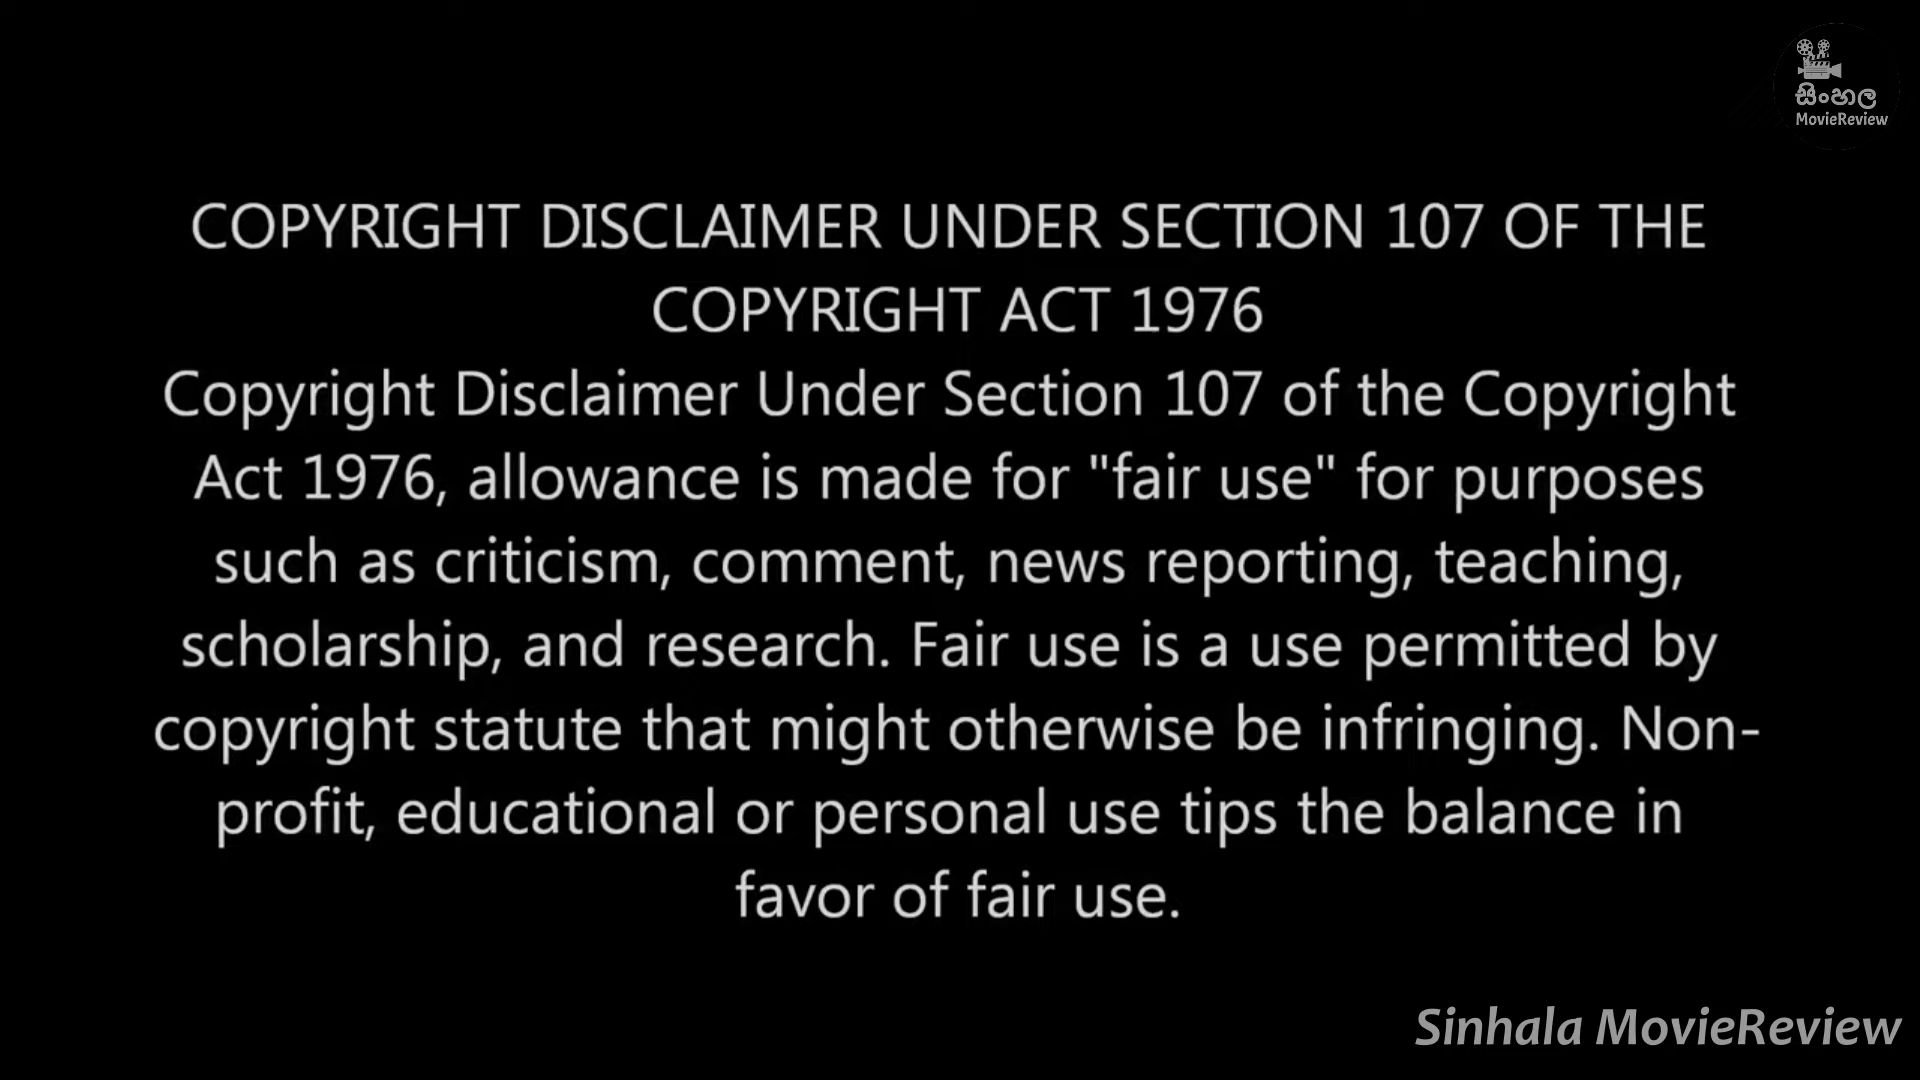 සිංහල
MovieReview
COPYRIGHT DISCLAIMER UNDER SECTION 107 OF THE
COPYRIGHT ACT 1976
Copyright Disclaimer Under Section 107 of the Copyright
Act 1976, allowance is made for "fair use" for purposes
such as criticism, comment, news reporting, teaching,
scholarship, and research. Fair use is a use permitted by
copyright statute that might otherwise be infringing. Non-
profit, educational or personal use tips the balance in
favor of fair use.
Sinhala MovieReview